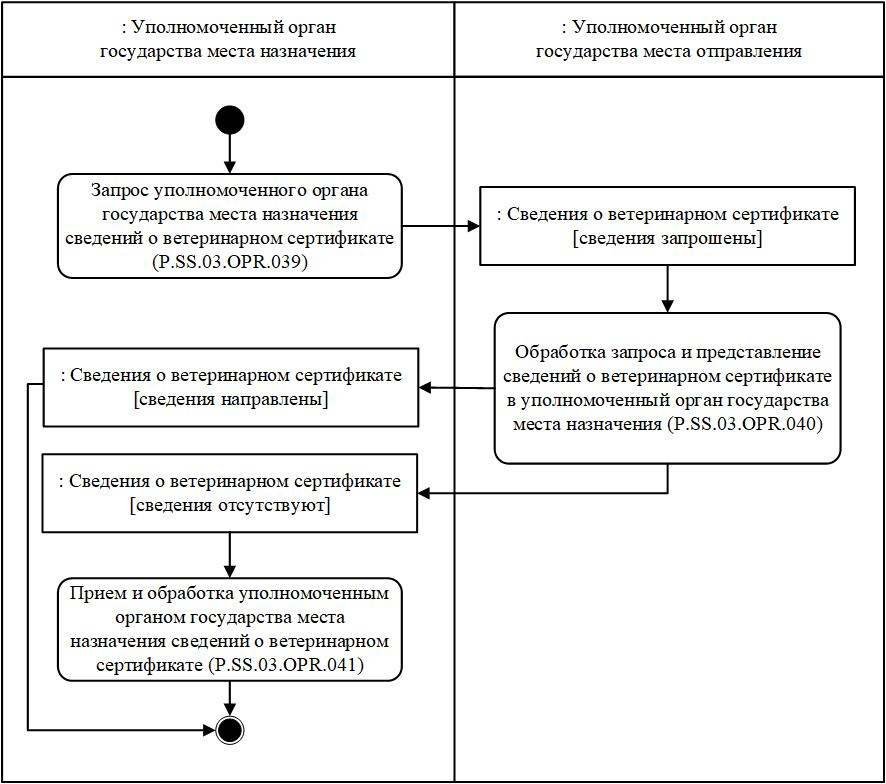 : Уполномоченный орган
государства места назначения
: Уполномоченный орган
государства места отправления
Запрос уполномоченного органа
государства места назначения
сведений о ветеринарном сертификате
(P.SS.03.OPR.039)
: Сведения о ветеринарном сертификате
[сведения запрошены]
Обработка запроса и представление
сведений о ветеринарном сертификате
в уполномоченный орган государства
места назначения (P.SS.03.OPR.040)
: Сведения о ветеринарном сертификате
[сведения направлены]
: Сведения о ветеринарном сертификате
[сведения отсутствуют]
Прием и обработка уполномоченным
органом государства места
назначения сведений о ветеринарном
сертификате (P.SS.03.OPR.041)